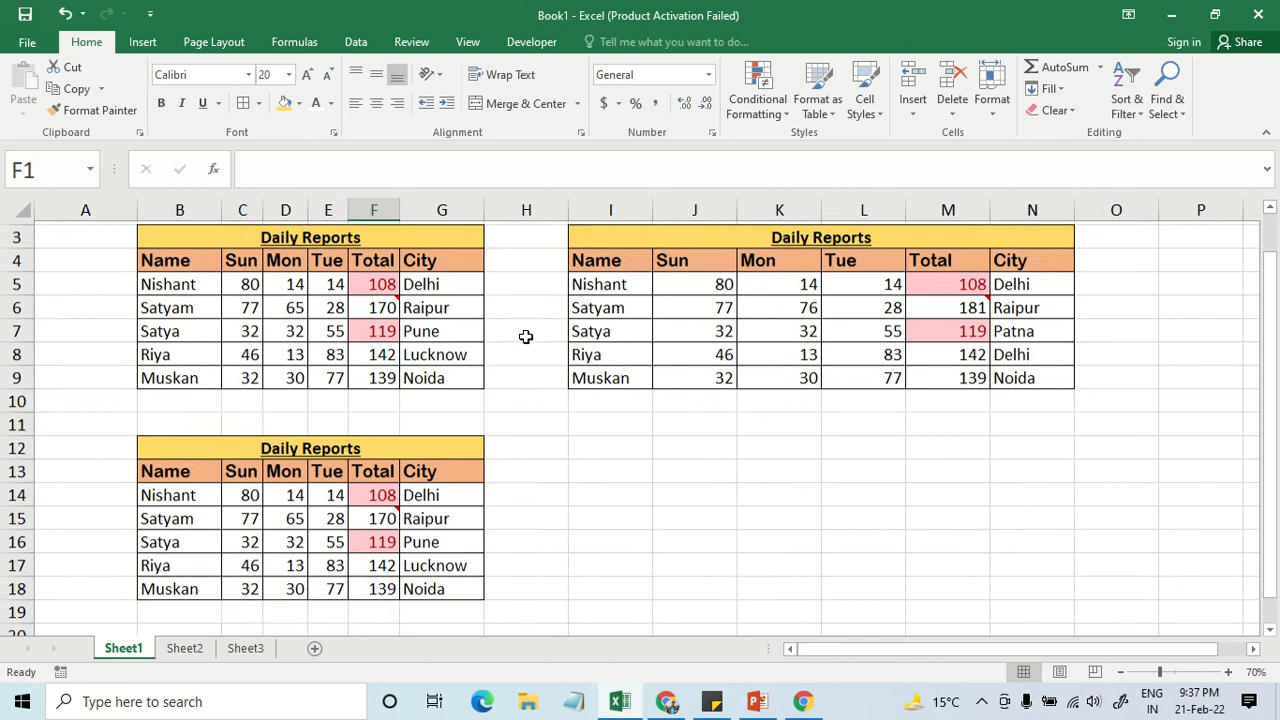 Book1 - Excel (Product Activation Failed)
File Home Insert Page Layout Formulas Data Review View Developer Tell me what you want to do... Sign in Share
Paste Cut Copy Format Painter Clipboard
Calibri 20 B I U A Font
Wrap Text Merge & Center Alignment
General $ % , Number
Conditional Formatting Format as Table Cell Styles Styles
Insert Delete Format Cells
AutoSum Fill Clear Sort & Filter Find & Select Editing
F1 fx
A B C D E F G H I J K L M N O P
3 Daily Reports Daily Reports
4 Name Sun Mon Tue Total City Name Sun Mon Tue Total City
5 Nishant 80 14 14 108 Delhi Nishant 80 14 14 108 Delhi
6 Satyam 77 65 28 170 Raipur Satyam 77 76 28 181 Raipur
7 Satya 32 32 55 119 Pune Satya 32 32 55 119 Patna
8 Riya 46 13 83 142 Lucknow Riya 46 13 83 142 Delhi
9 Muskan 32 30 77 139 Noida Muskan 32 30 77 139 Noida
10
11
12 Daily Reports
13 Name Sun Mon Tue Total City
14 Nishant 80 14 14 108 Delhi
15 Satyam 77 65 28 170 Raipur
16 Satya 32 32 55 119 Pune
17 Riya 46 13 83 142 Lucknow
18 Muskan 32 30 77 139 Noida
19
20
Sheet1 Sheet2 Sheet3
Ready 70%
Type here to search 15°C ENG IN 9:37 PM 21-Feb-22